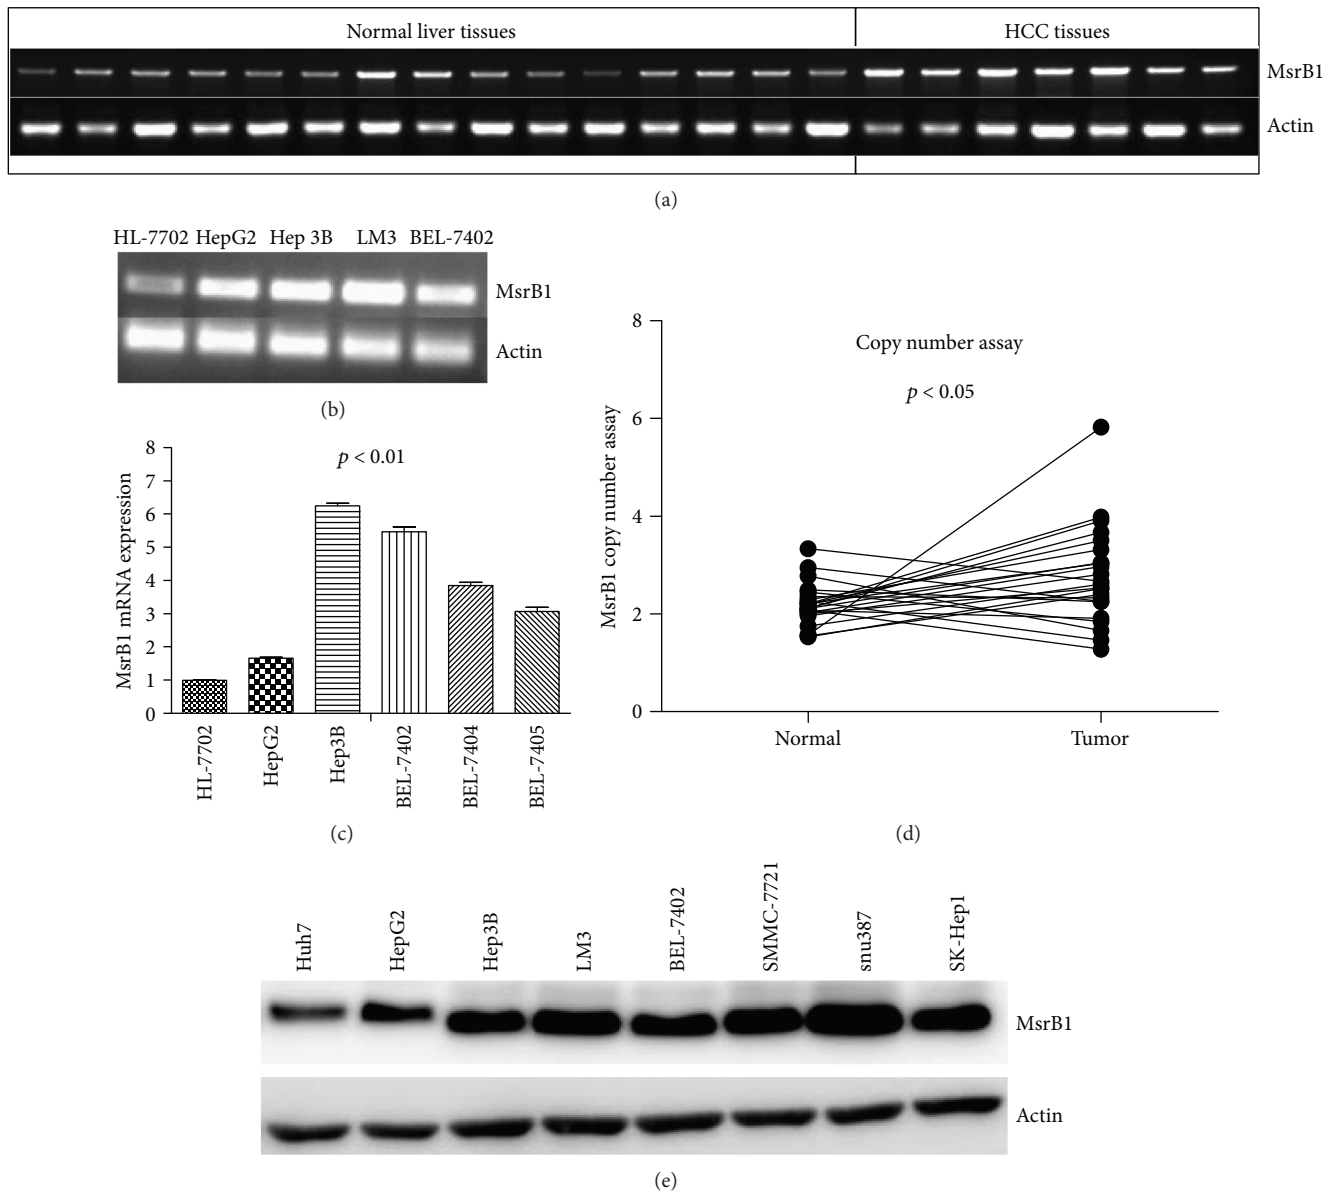 Normal liver tissues HCC tissues
MsrB1
Actin
(a)
HL-7702 HepG2 Hep 3B LM3 BEL-7402
MsrB1
Actin
(b)
8
7
6
5
4
3
2
1
0
MsrB1 mRNA expression
p < 0.01
HL-7702
HepG2
Hep3B
BEL-7402
BEL-7404
BEL-7405
(c)
8
6
4
2
0
MsrB1 copy number assay
Copy number assay
p < 0.05
Normal Tumor
(d)
Huh7
HepG2
Hep3B
LM3
BEL-7402
SMMC-7721
snu387
SK-Hep1
MsrB1
Actin
(e)